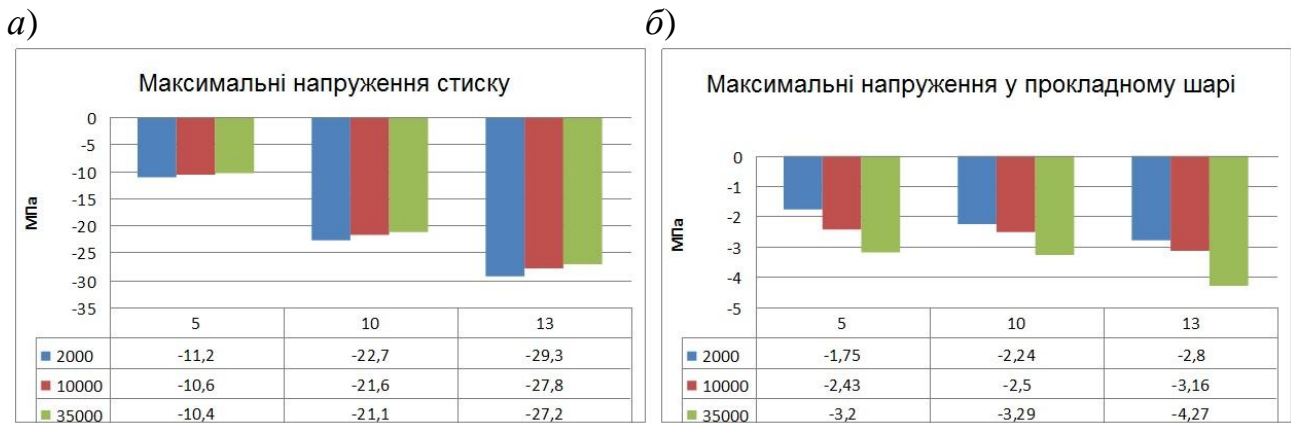 а)
Максимальні напруження стиску
МПа
0
-5
-10
-15
-20
-25
-30
-35
5 10 13
2000 -11,2 -22,7 -29,3
10000 -10,6 -21,6 -27,8
35000 -10,4 -21,1 -27,2
б)
Максимальні напруження у прокладному шарі
МПа
0
-1
-2
-3
-4
-5
5 10 13
2000 -1,75 -2,24 -2,8
10000 -2,43 -2,5 -3,16
35000 -3,2 -3,29 -4,27